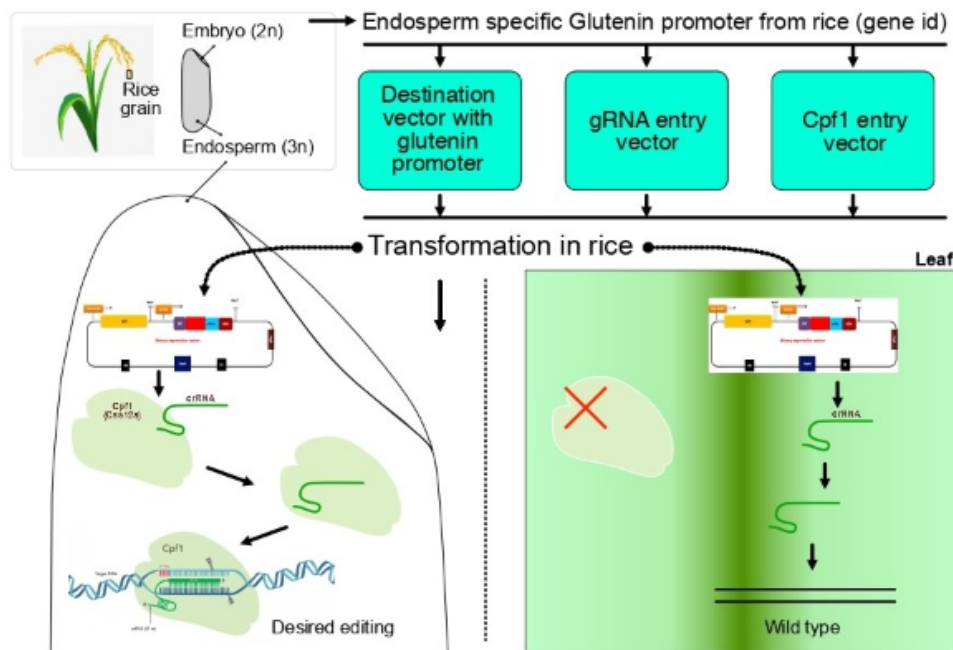 Embryo (2n)
Rice
grain
Endosperm (3n)
Endosperm specific Glutenin promoter from rice (gene id)
Destination
vector with
glutenin
promoter
gRNA entry
vector
Cpf1 entry
vector
Transformation in rice
Leaf
Cpf1
(Cas12a)
crRNA
Cpf1
Desired editing
crRNA
Wild type